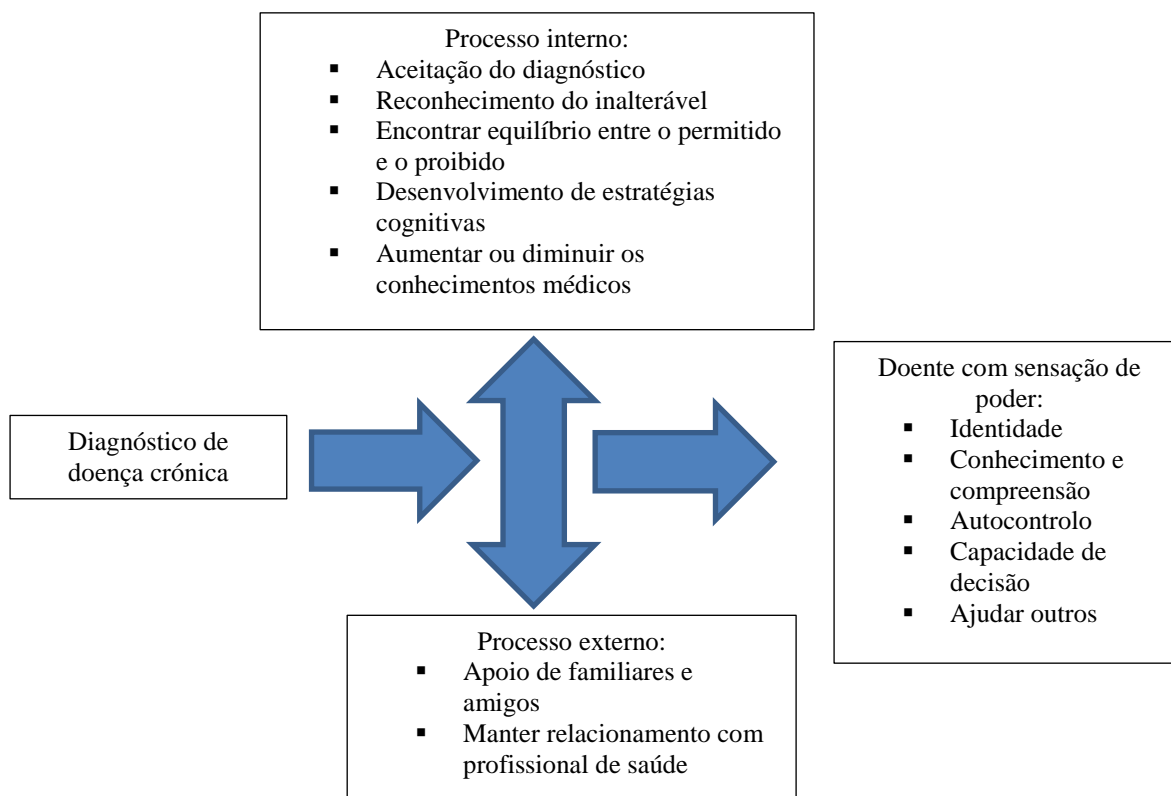 Processo interno:
▪ Aceitação do diagnóstico
▪ Reconhecimento do inalterável
▪ Encontrar equilíbrio entre o permitido
e o proibido
▪ Desenvolvimento de estratégias
cognitivas
▪ Aumentar ou diminuir os
conhecimentos médicos
Diagnóstico de
doença crónica
Doente com sensação de
poder:
▪ Identidade
▪ Conhecimento e
compreensão
▪ Autocontrolo
▪ Capacidade de
decisão
▪ Ajudar outros
Processo externo:
▪ Apoio de familiares e
amigos
▪ Manter relacionamento com
profissional de saúde